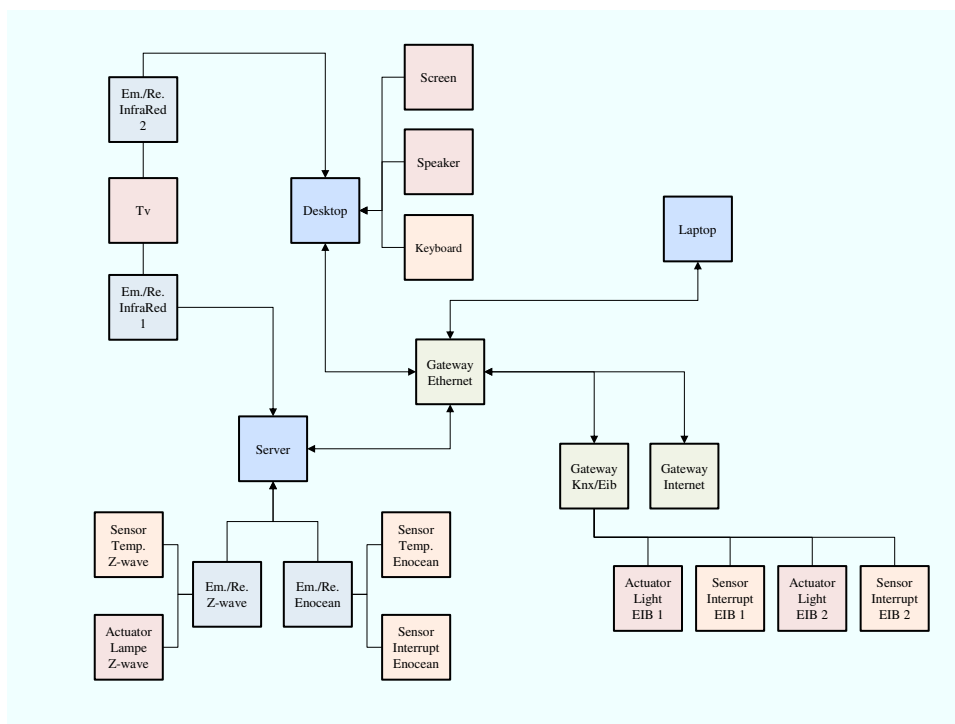 Em./Re.
InfraRed
2
Screen
Speaker
Tv
Desktop
Keyboard
Laptop
Em./Re.
InfraRed
1
Gateway
Ethernet
Server
Gateway
Knx/Eib
Gateway
Internet
Sensor
Temp.
Z-wave
Sensor
Temp.
Enocean
Em./Re.
Z-wave
Em./Re.
Enocean
Actuator
Lampe
Z-wave
Sensor
Interrupt
Enocean
Actuator
Light
EIB 1
Sensor
Interrupt
EIB 1
Actuator
Light
EIB 2
Sensor
Interrupt
EIB 2